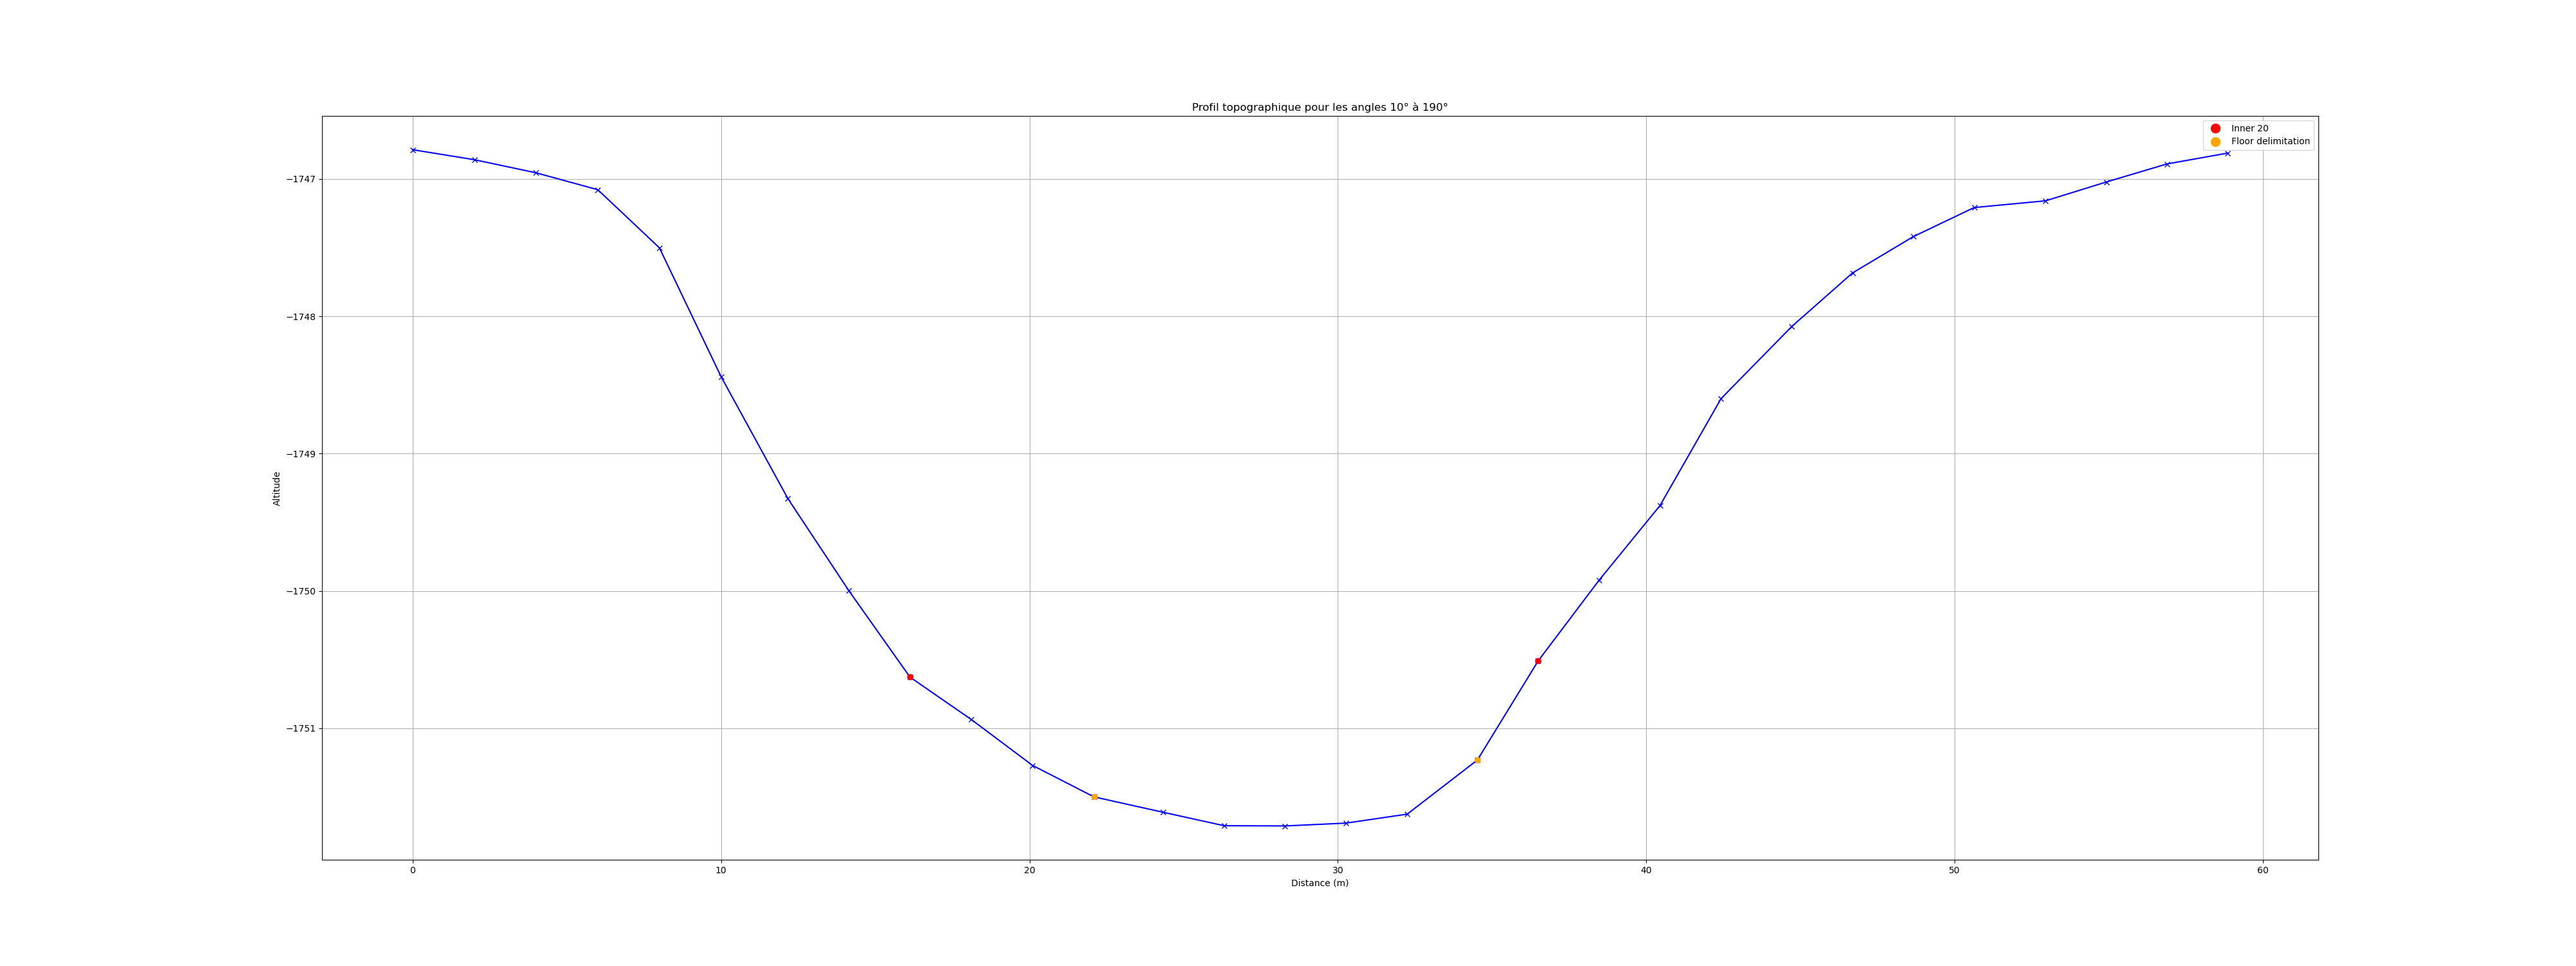 Profil topographique pour les angles 10° à 190°
Inner 20
Floor delimitation
−1747
−1748
−1749
−1750
−1751
Altitude
0 10 20 30 40 50 60
Distance (m)